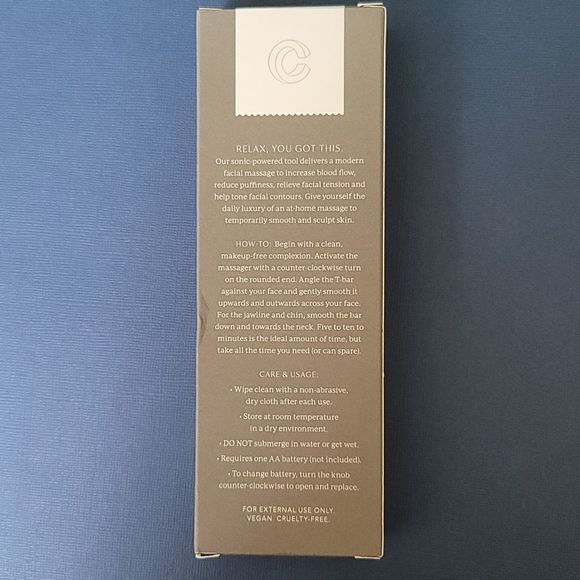 RELAX, YOU GOT THIS.
Our sonic-powered tool delivers a modern
facial massage to increase blood flow,
reduce puffiness, relieve facial tension and
help tone facial contours. Give yourself the
daily luxury of an at-home massage to
temporarily smooth and sculpt skin.
HOW-TO: Begin with a clean,
makeup-free complexion. Activate the
massager with a counter-clockwise turn
on the rounded end. Angle the T-bar
against your face and gently smooth it
upwards and outwards across your face.
For the jawline and chin, smooth the bar
down and towards the neck. Five to ten to
minutes is the ideal amount of time, but
take all the time you need (or can spare).
CARE & USAGE:
• Wipe clean with a non-abrasive,
dry cloth after each use.
• Store at room temperature
in a dry environment.
• DO NOT submerge in water or get wet.
• Requires one AA battery (not included).
• To change battery, turn the knob
counter-clockwise to open and replace.
FOR EXTERNAL USE ONLY.
VEGAN. CRUELTY-FREE.